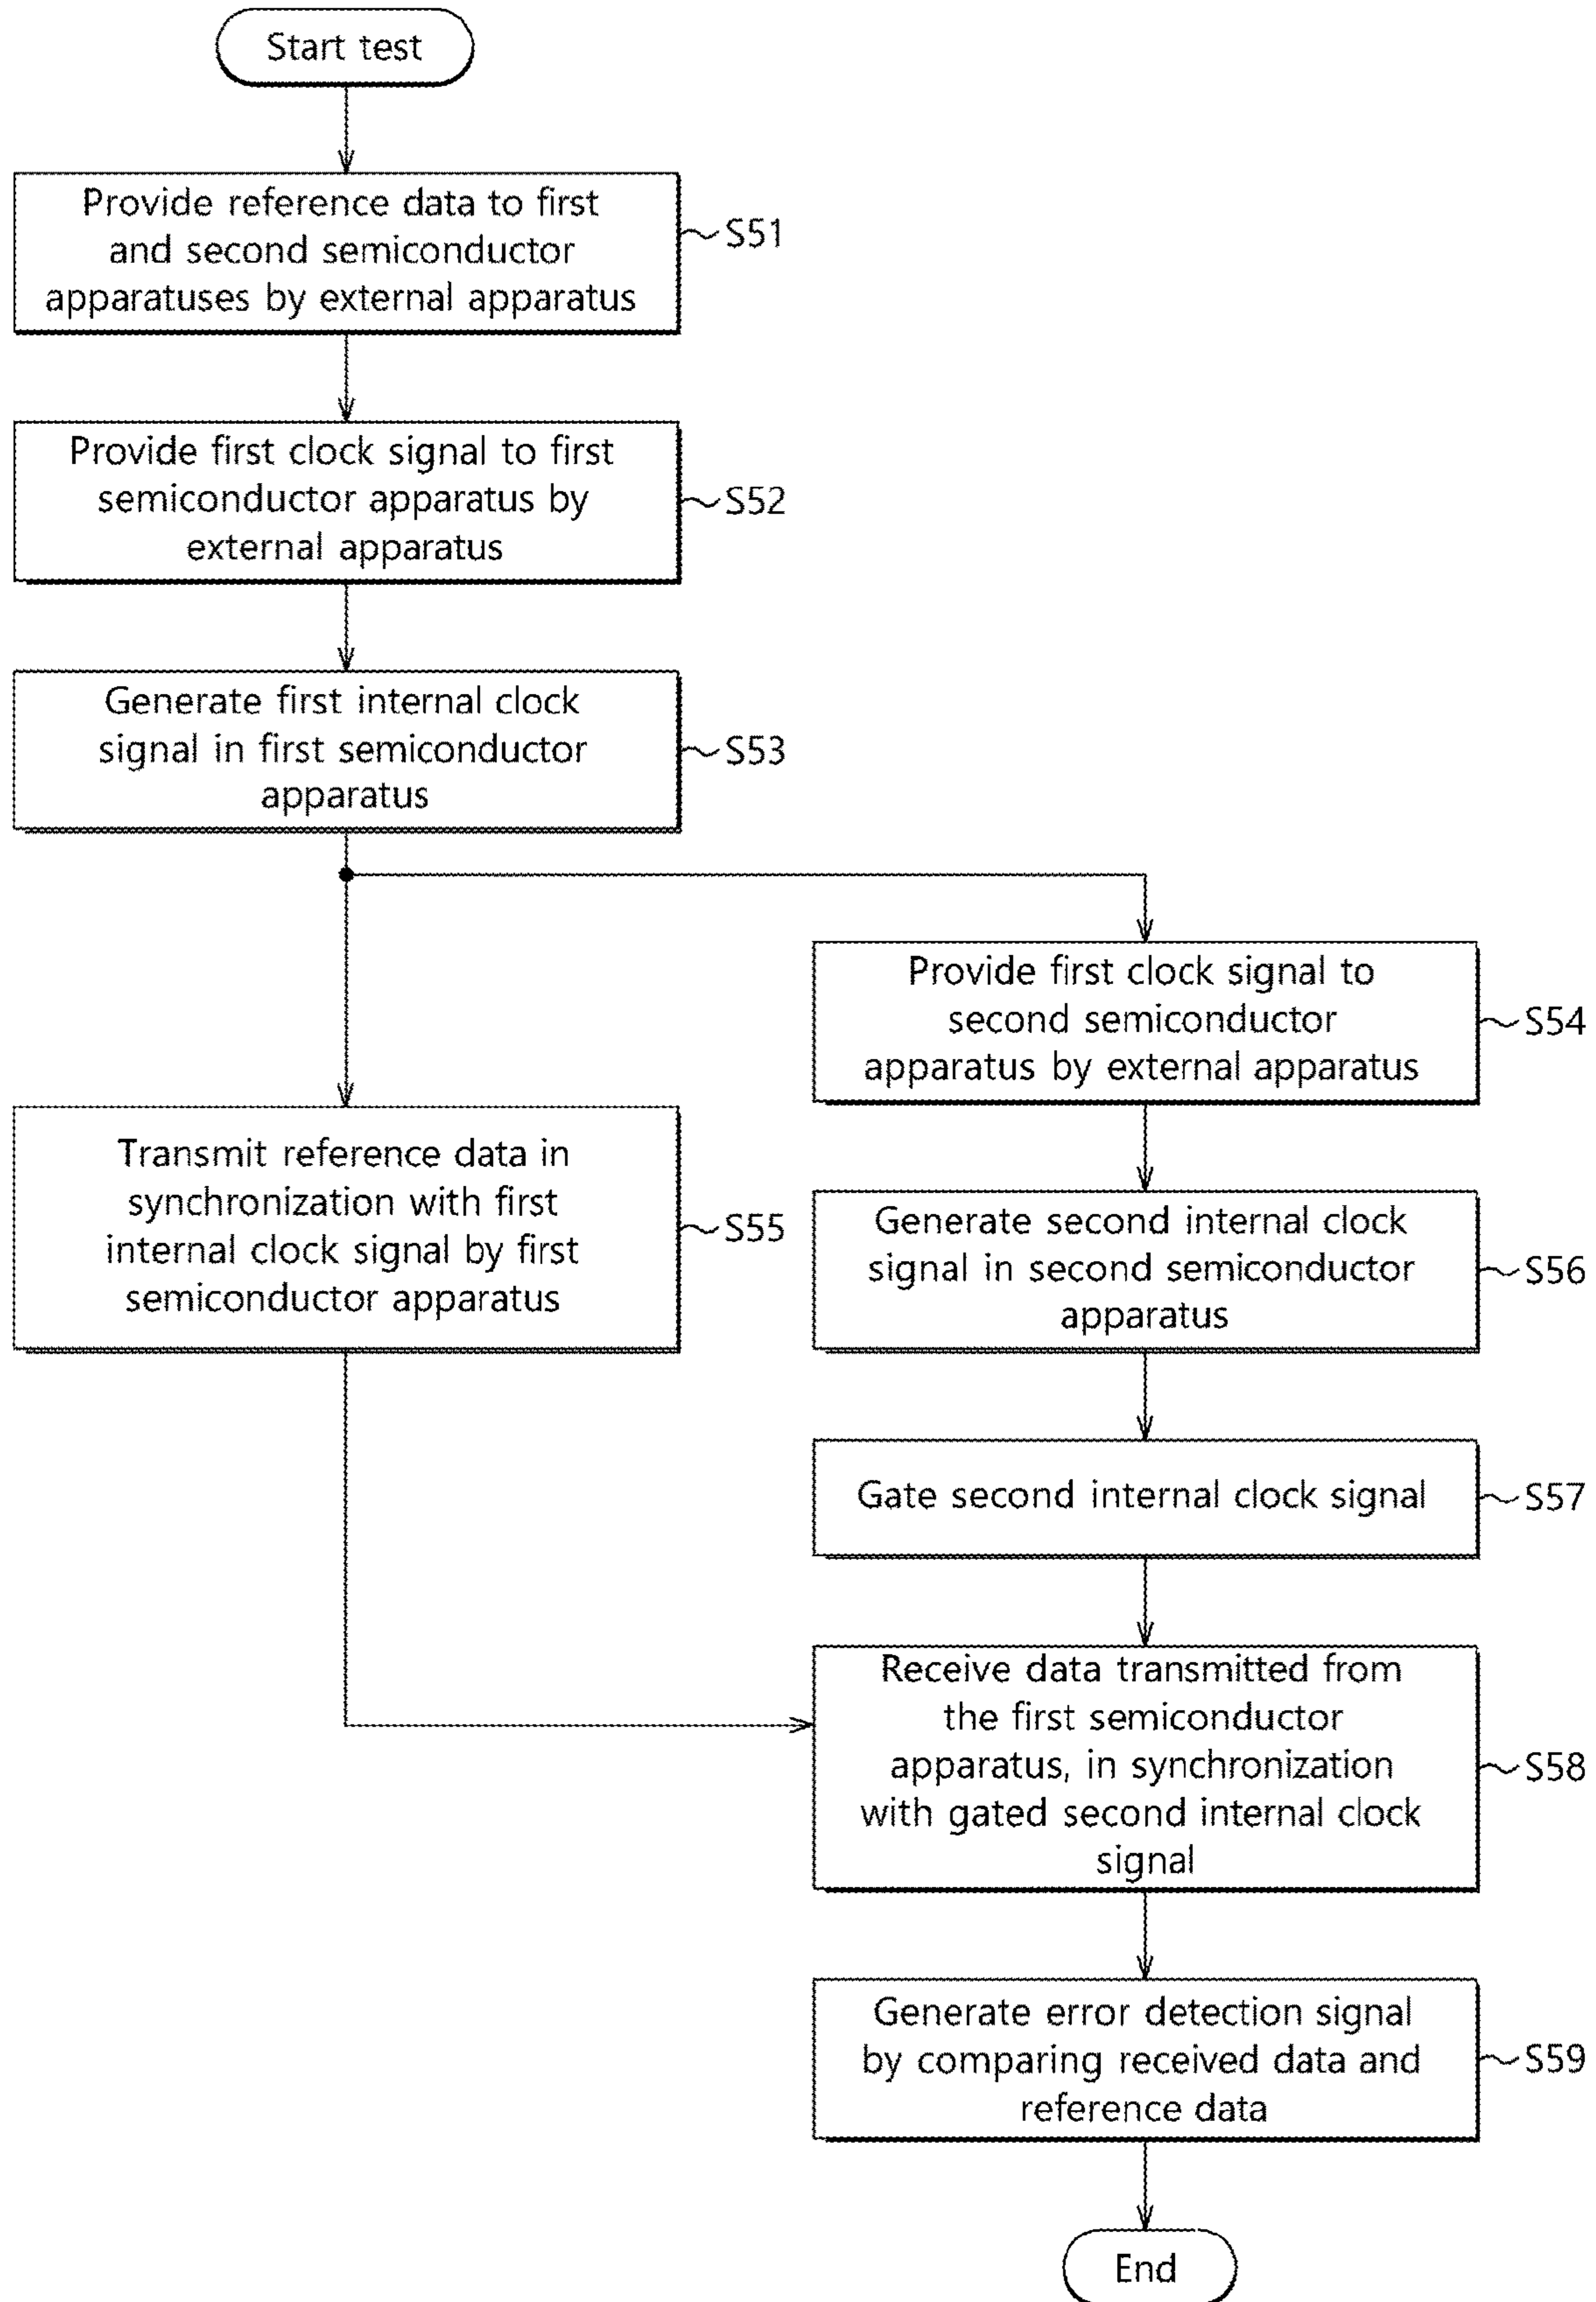 Start test
Provide reference data to first
and second semiconductor
apparatuses by external apparatus
S51
Provide first clock signal to first
semiconductor apparatus by
external apparatus
S52
Generate first internal clock
signal in first semiconductor
apparatus
S53
Provide first clock signal to
second semiconductor
apparatus by external apparatus
S54
Transmit reference data in
synchronization with first
internal clock signal by first
semiconductor apparatus
S55
Generate second internal clock
signal in second semiconductor
apparatus
S56
Gate second internal clock signal
S57
Receive data transmitted from
the first semiconductor
apparatus, in synchronization
with gated second internal clock
signal
S58
Generate error detection signal
by comparing received data and
reference data
S59
End